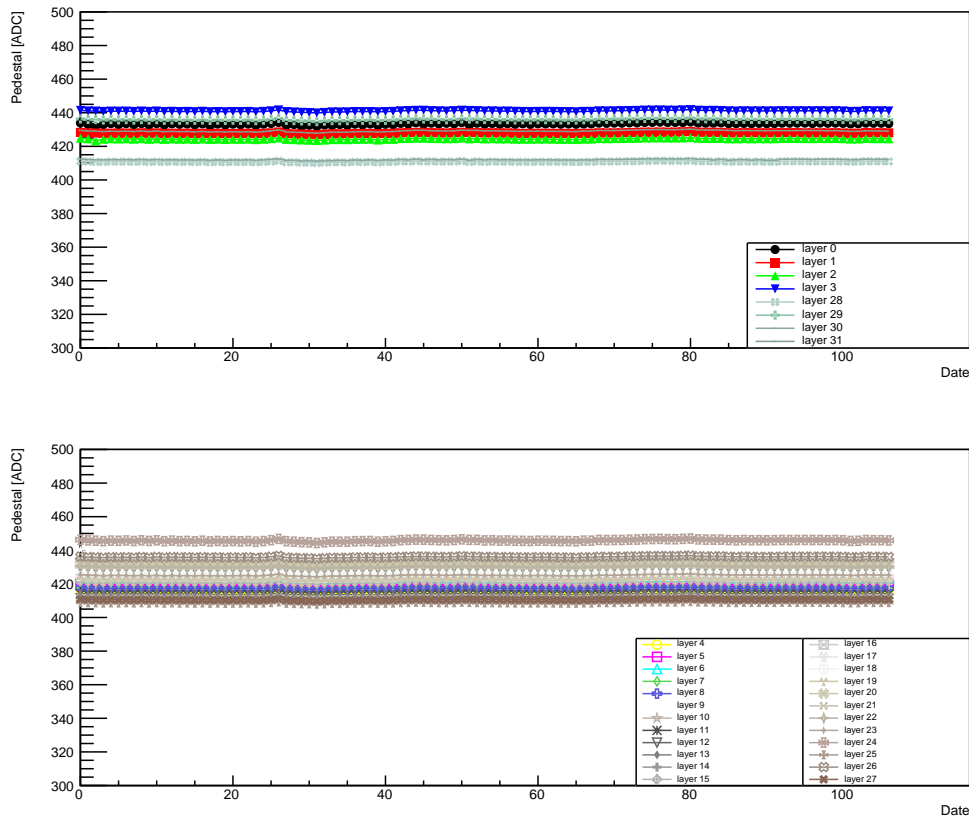 Pedestal [ADC]
500
480
460
440
420
400
380
360
340
320
300
0 20 40 60 80 100
Date
layer 0
layer 1
layer 2
layer 3
layer 28
layer 29
layer 30
layer 31
Pedestal [ADC]
500
480
460
440
420
400
380
360
340
320
300
0 20 40 60 80 100
Date
layer 4
layer 5
layer 6
layer 7
layer 8
layer 9
layer 10
layer 11
layer 12
layer 13
layer 14
layer 15
layer 16
layer 17
layer 18
layer 19
layer 20
layer 21
layer 22
layer 23
layer 24
layer 25
layer 26
layer 27